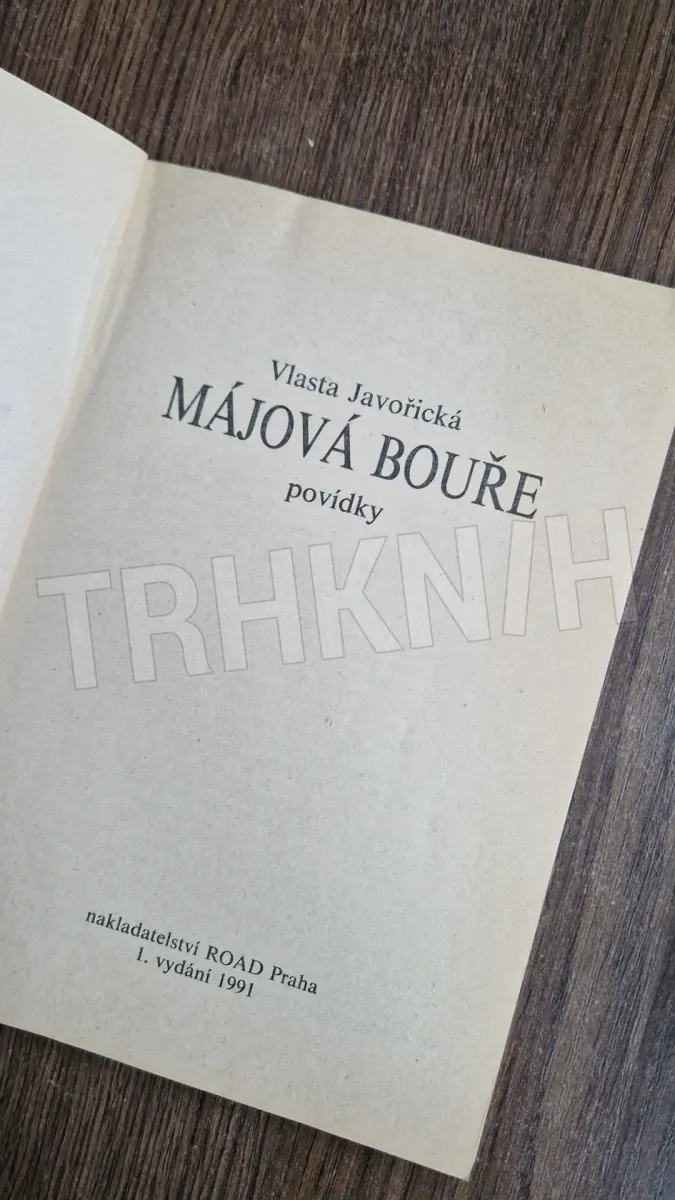 Vlasta Javořická
MÁJOVÁ BOUŘE
povídky
TRHKNIH
nakladatelství ROAD Praha
1. vydání 1991